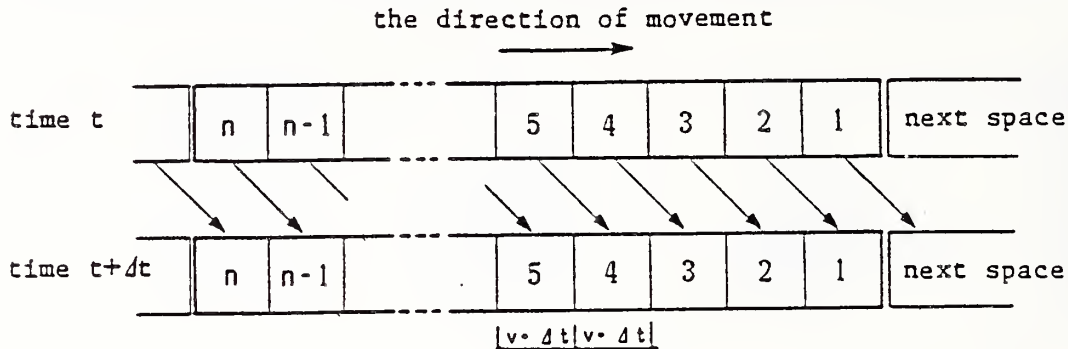 the direction of movement
time t n n-1 5 4 3 2 1 next space
time t+Δt n n-1 5 4 3 2 1 next space
v· Δt v· Δt